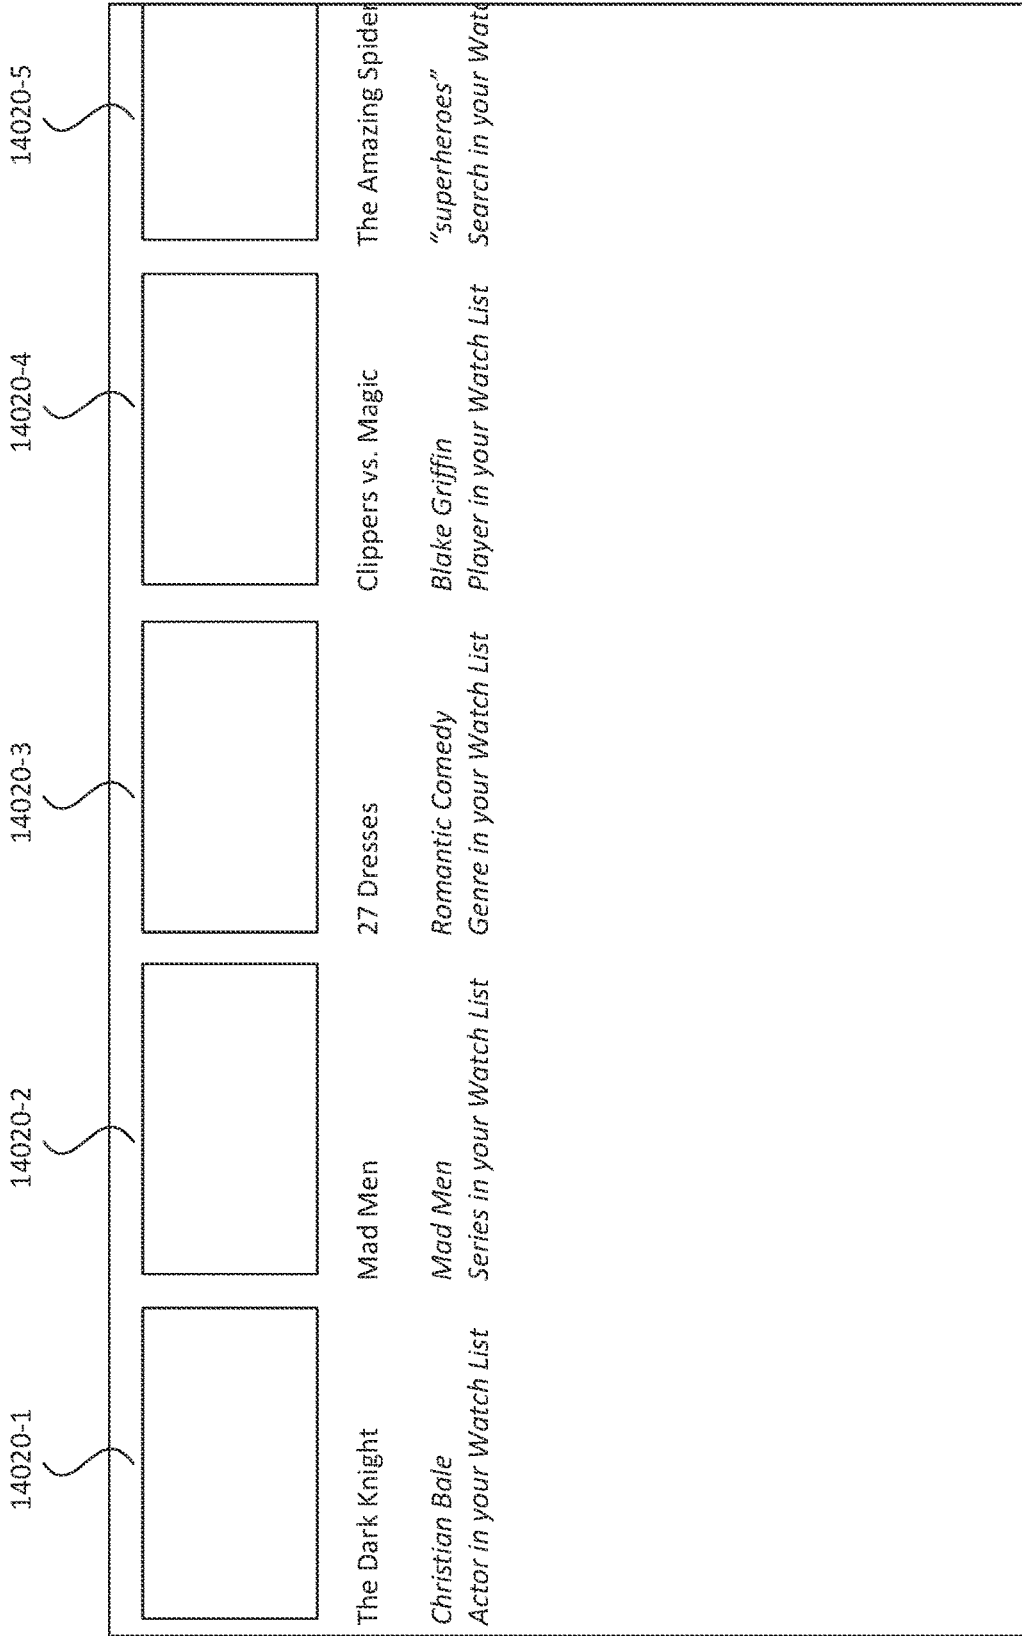 14020-1
14020-2
14020-3
14020-4
14020-5
The Dark Knight
Christian Bale
Actor in your Watch List
Mad Men
Mad Men
Series in your Watch List
27 Dresses
Romantic Comedy
Genre in your Watch List
Clippers vs. Magic
Blake Griffin
Player in your Watch List
The Amazing Spider
"superheroes"
Search in your Watc